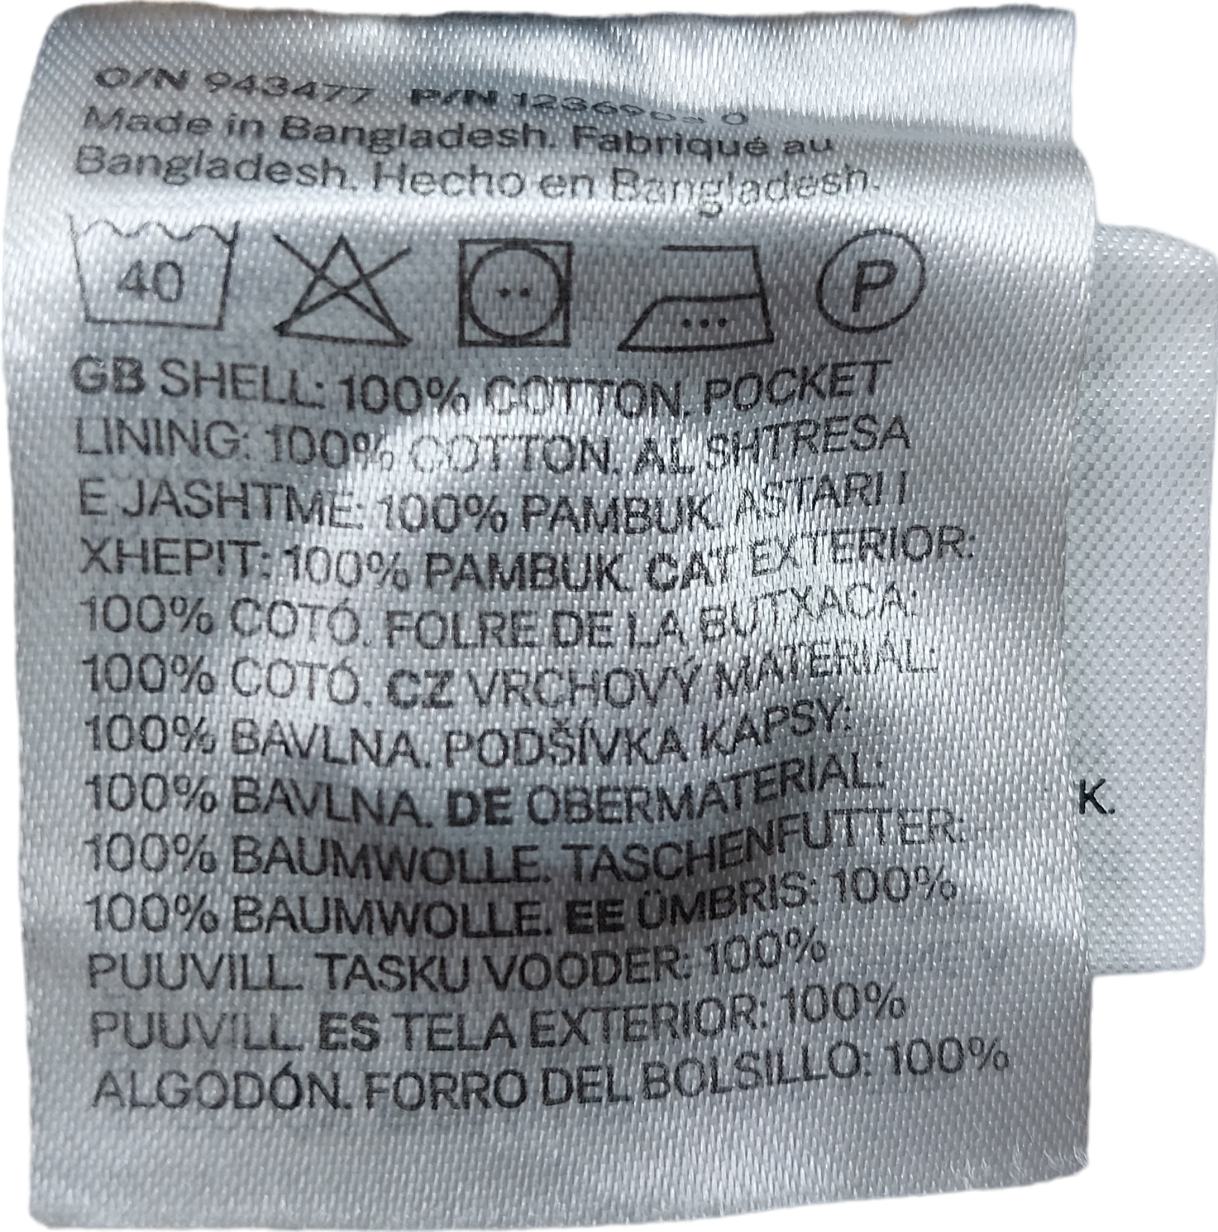 O/N 943477 P/N
Made in Bangladesh. Fabriqué au
Bangladesh. Hecho en Bangladesh.
40
P
GB SHELL: 100% COTTON. POCKET
LINING: 100% COTTON. AL SHTRESA
E JASHTME: 100% PAMBUK. ASTARI I
XHEPIT: 100% PAMBUK. CAT EXTERIOR:
100% COTÓ. FOLRE DE LA BUTXACA:
100% COTÓ. CZ VRCHOVÝ MATERIÁL:
100% BAVLNA. PODŠÍVKA KAPSY:
100% BAVLNA. DE OBERMATERIAL:
100% BAUMWOLLE. TASCHENFUTTER:
100% BAUMWOLLE. EE ÜMBRIS: 100%
PUUVILL. TASKU VOODER: 100%
PUUVILL. ES TELA EXTERIOR: 100%
ALGODÓN. FORRO DEL BOLSILLO: 100%
K.